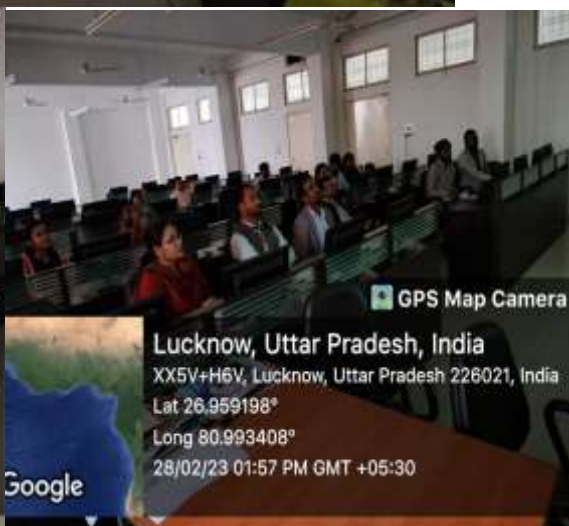 GPS Map Camera
Lucknow, Uttar Pradesh, India
XX5V+H6V, Lucknow, Uttar Pradesh 226021, India
Lat 26.959198°
Long 80.993408°
28/02/23 01:57 PM GMT +05:30
Google